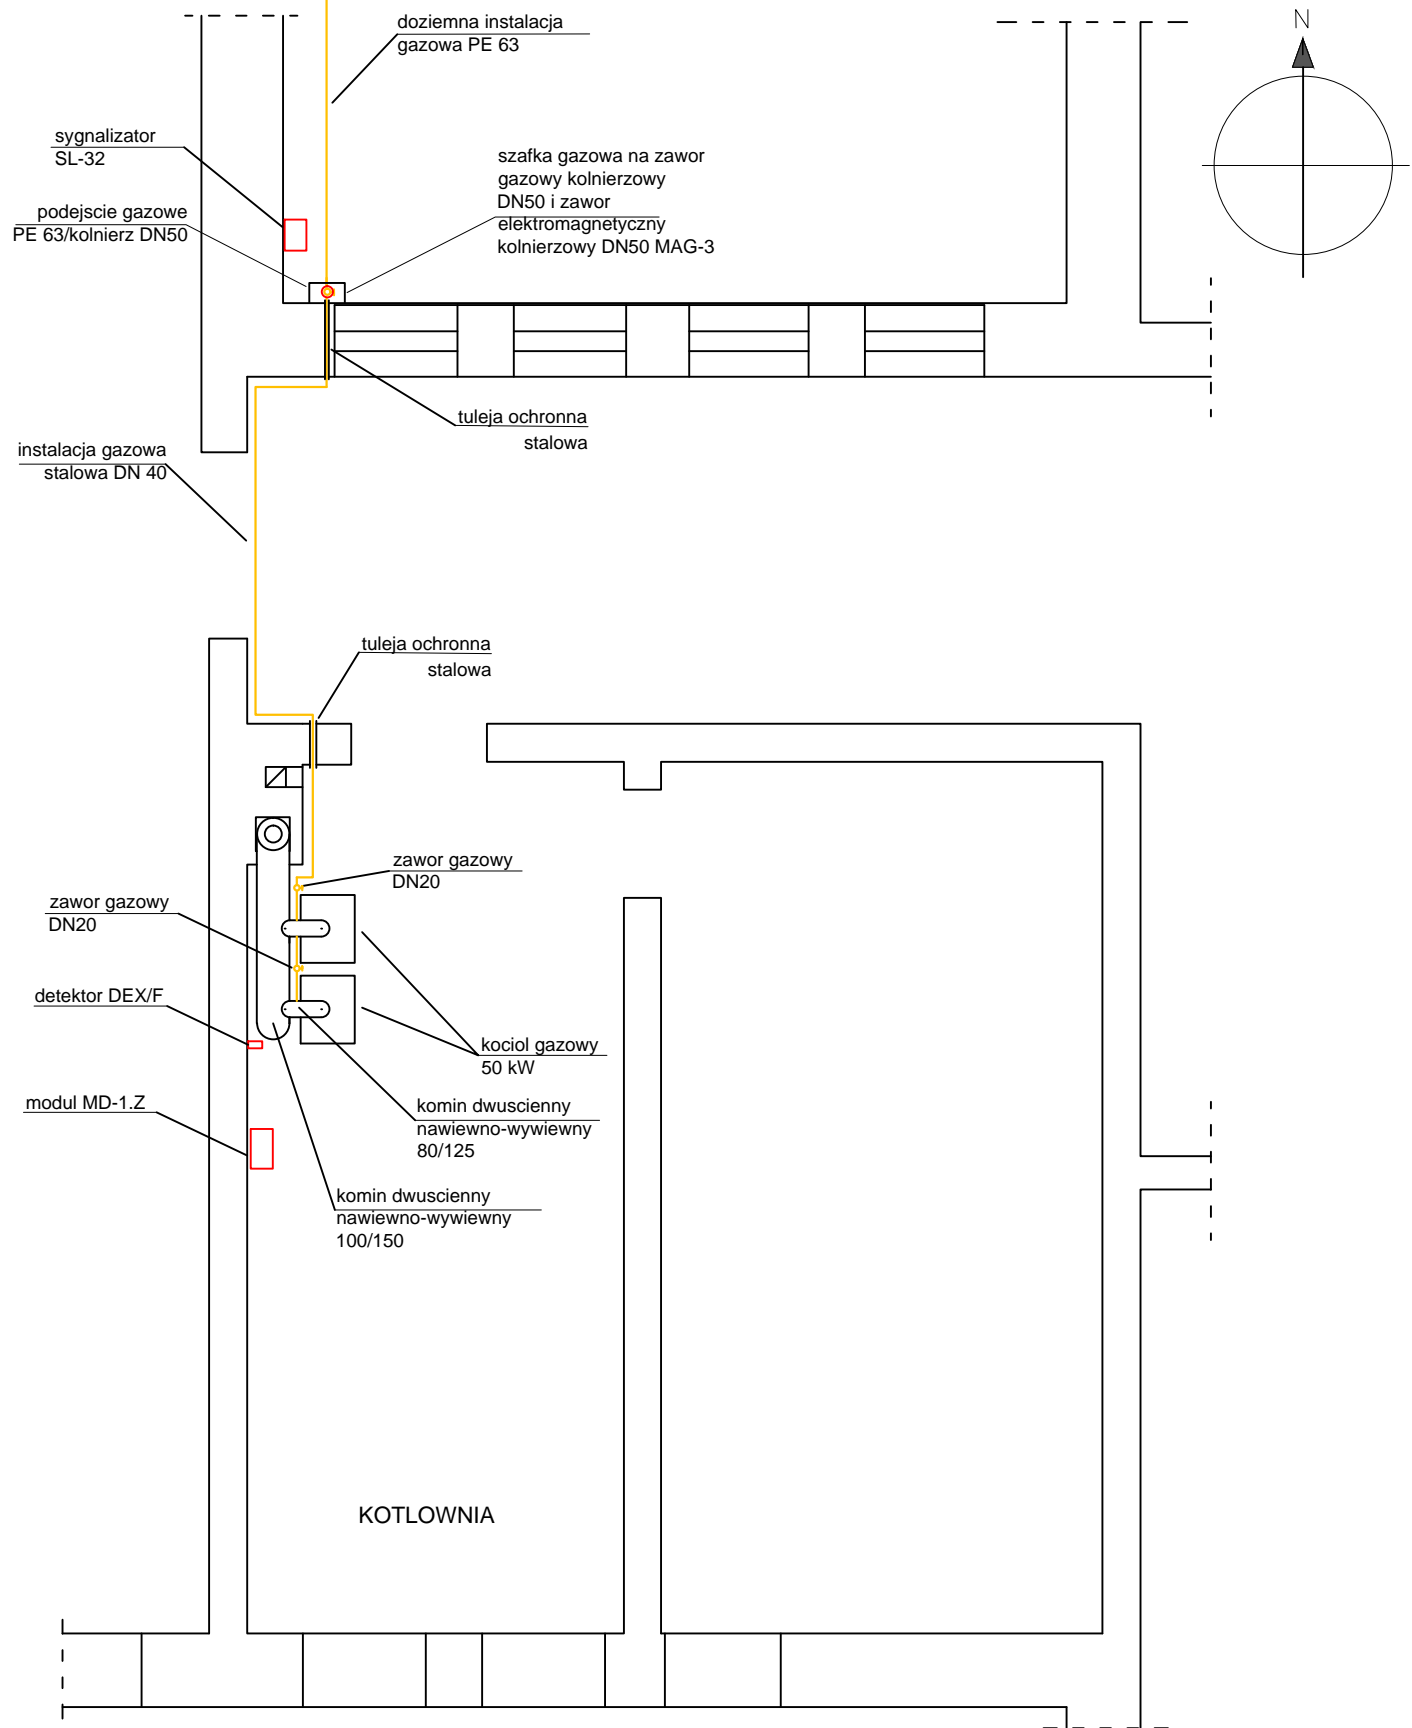 doziemna instalacja
gazowa PE 63
N
sygnalizator
SL-32
szafka gazowa na zawor
gazowy kolnierzowy
DN50 i zawor
elektromagnetyczny
kolnierzowy DN50 MAG-3
podejscie gazowe
PE 63/kolnierz DN50
tuleja ochronna
stalowa
instalacja gazowa
stalowa DN 40
tuleja ochronna
stalowa
zawor gazowy
DN20
zawor gazowy
DN20
detektor DEX/F
kociol gazowy
50 kW
modul MD-1.Z
komin dwuscienny
nawiewno-wywiewny
80/125
komin dwuscienny
nawiewno-wywiewny
100/150
KOTLOWNIA